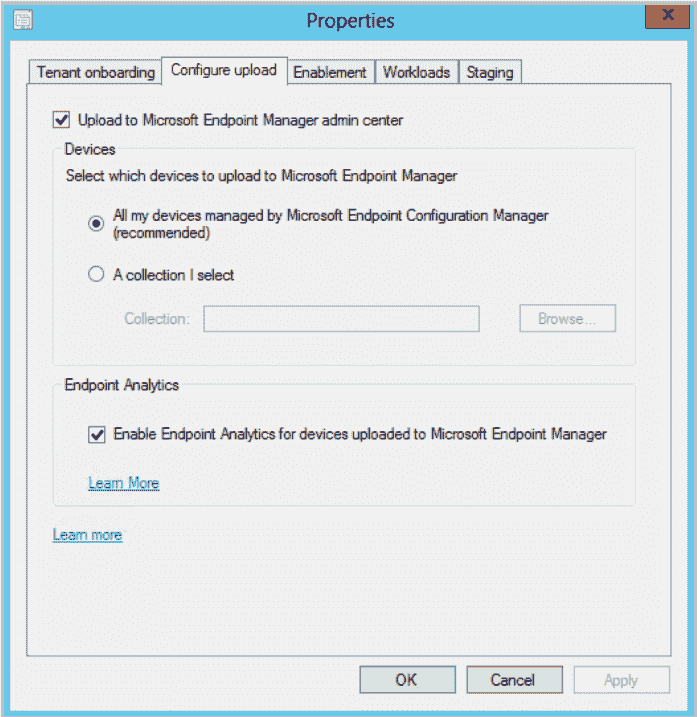 Properties
x
Tenant onboarding Configure upload Enablement Workloads Staging
Upload to Microsoft Endpoint Manager admin center
Devices
Select which devices to upload to Microsoft Endpoint Manager
All my devices managed by Microsoft Endpoint Configuration Manager
(recommended)
A collection I select
Collection: Browse...
Endpoint Analytics
Enable Endpoint Analytics for devices uploaded to Microsoft Endpoint Manager
Learn More
Learn more
OK Cancel Apply